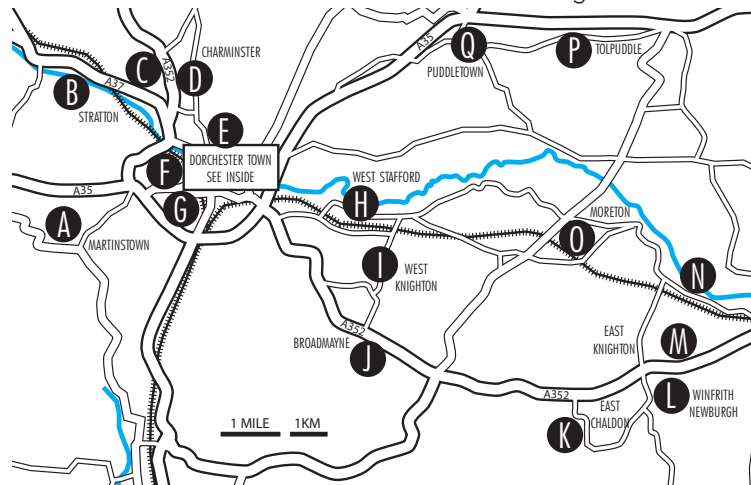 C
D
CHARMINSTER
A352
A35
Q
PUDDLETOWN
P
TOLPUDDLE
B
STRATTON
A37
E
DORCHESTER TOWN
SEE INSIDE
F
A35
G
WEST STAFFORD
H
A
MARTINSTOWN
MORETON
O
I
WEST
KNIGHTON
N
A352
BROADMAYNE
J
EAST
KNIGHTON
M
A352
L
WINFRITH
NEWBURGH
EAST
CHALDON
K
1 MILE
1KM